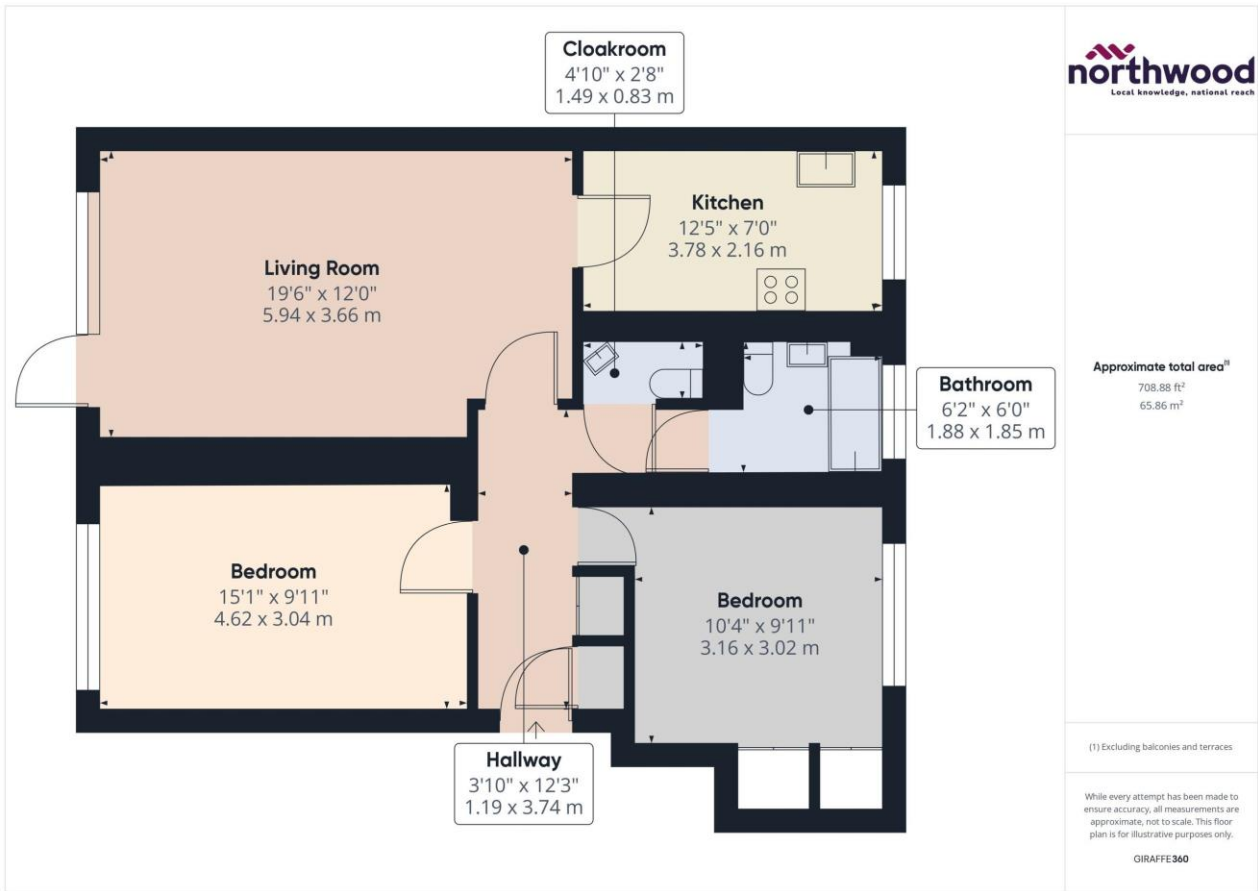 Cloakroom
4'10" x 2'8"
1.49 x 0.83 m
Kitchen
12'5" x 7'0"
3.78 x 2.16 m
Living Room
19'6" x 12'0"
5.94 x 3.66 m
Bathroom
6'2" x 6'0"
1.88 x 1.85 m
Bedroom
15'1" x 9'11"
4.62 x 3.04 m
Bedroom
10'4" x 9'11"
3.16 x 3.02 m
Hallway
3'10" x 12'3"
1.19 x 3.74 m
northwood
Local knowledge, national reach
Approximate total area⁽¹⁾
708.88 ft²
65.86 m²
(1) Excluding balconies and terraces
While every attempt has been made to
ensure accuracy, all measurements are
approximate, not to scale. This floor
plan is for illustrative purposes only.
GIRAFFE360